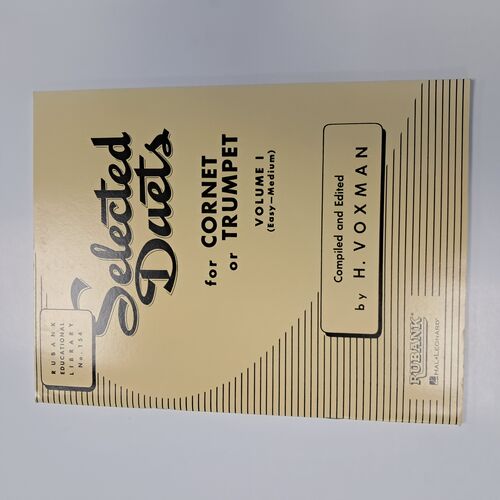 RUBANK
EDUCATIONAL
LIBRARY
No. 154
Selected
Duets
for CORNET
or TRUMPET
VOLUME I
(Easy—Medium)
Compiled and Edited
by H. VOXMAN
RUBANK®
HAL•LEONARD®